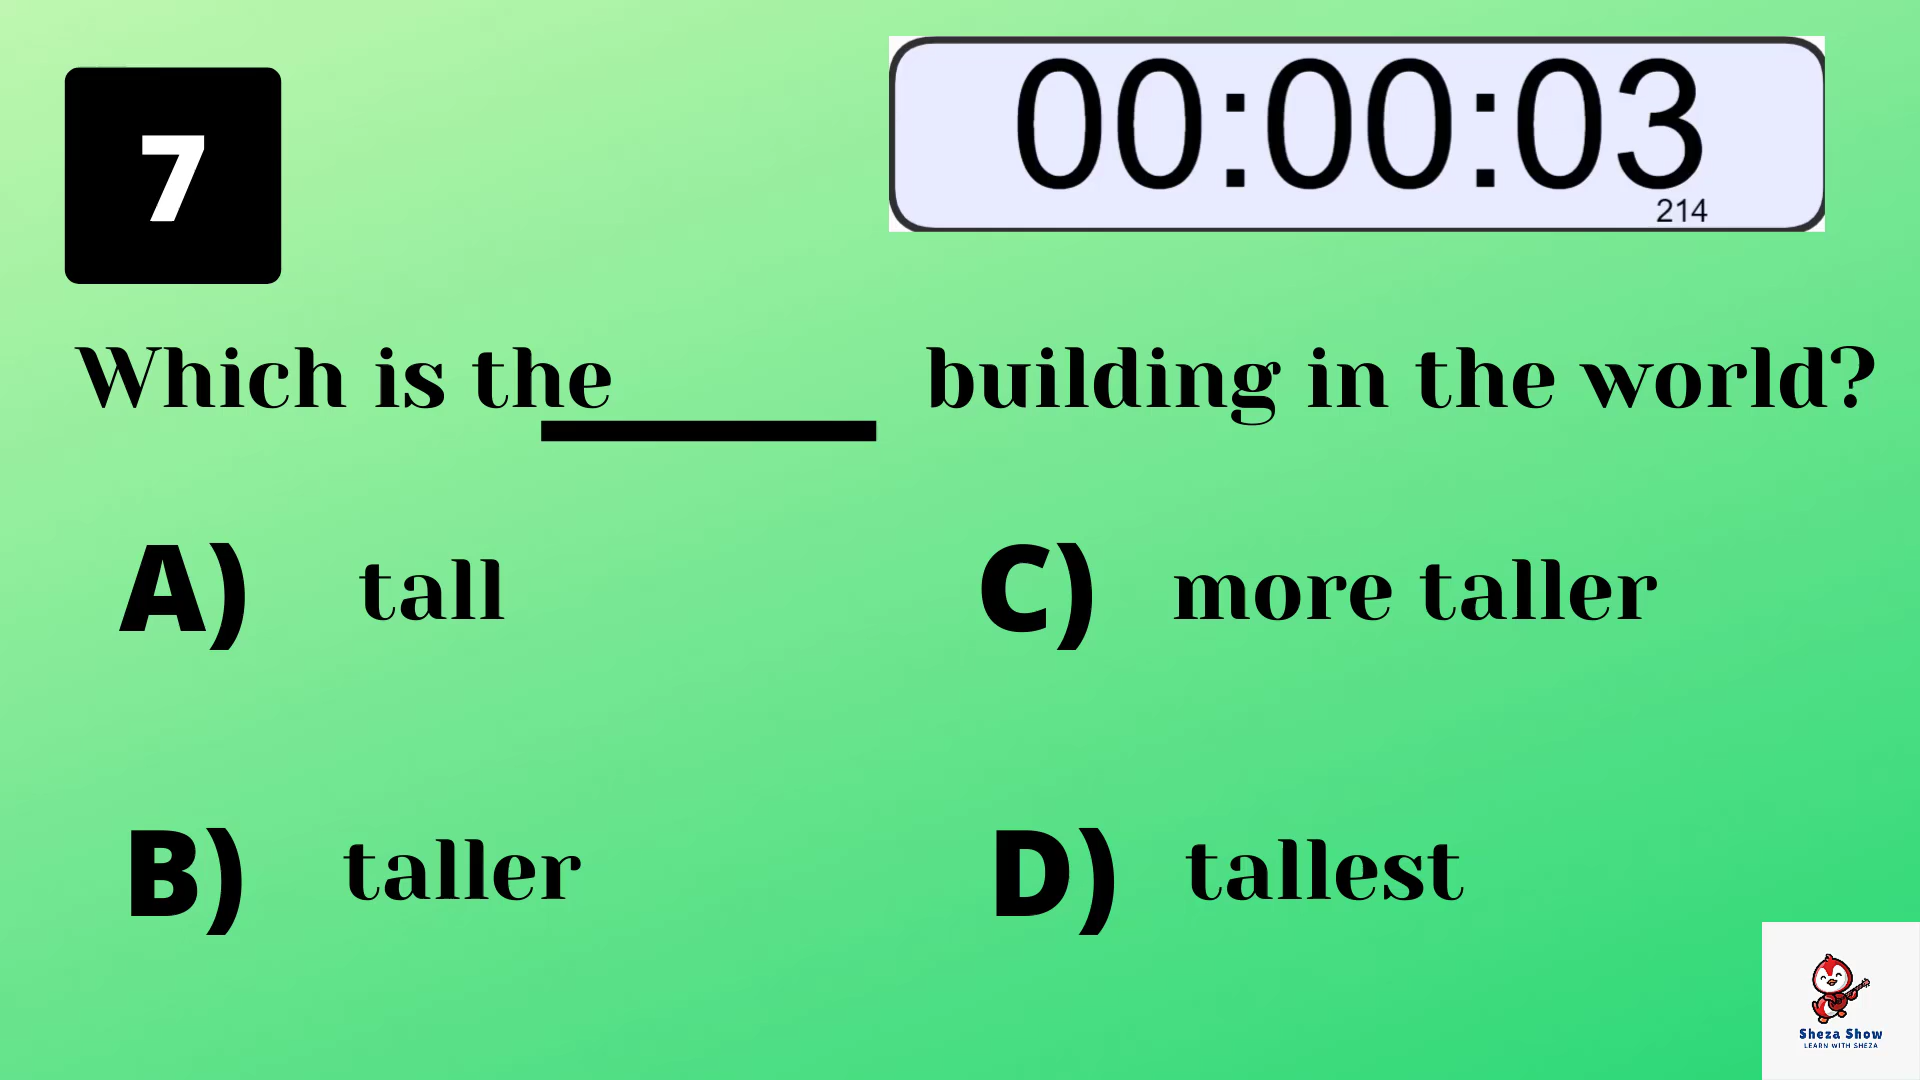 00:00:03
214
7
Which is the building in the world?
A) tall
C) more taller
B) taller
D) tallest
Sheza Show
LEARN WITH SHEZA